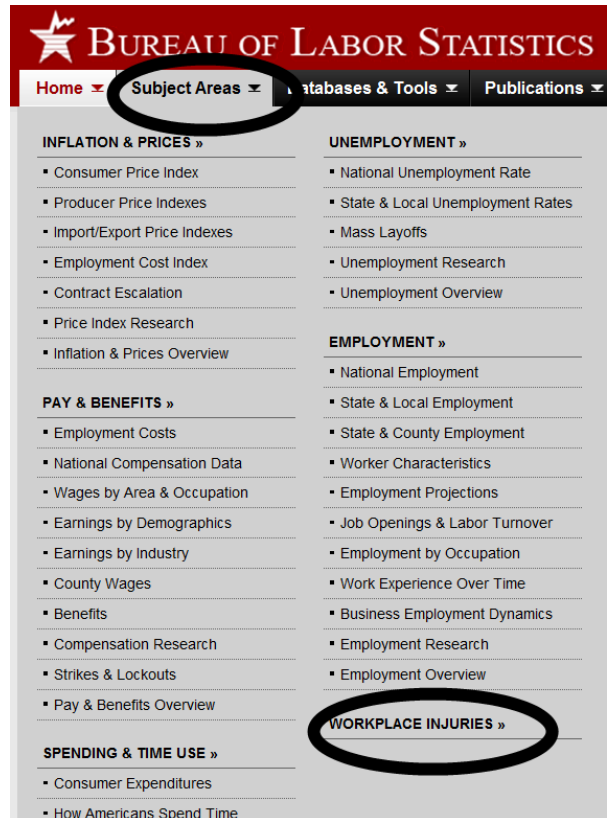 BUREAU OF LABOR STATISTICS
Home Subject Areas Databases & Tools Publications
INFLATION & PRICES »
▪ Consumer Price Index
▪ Producer Price Indexes
▪ Import/Export Price Indexes
▪ Employment Cost Index
▪ Contract Escalation
▪ Price Index Research
▪ Inflation & Prices Overview
PAY & BENEFITS »
▪ Employment Costs
▪ National Compensation Data
▪ Wages by Area & Occupation
▪ Earnings by Demographics
▪ Earnings by Industry
▪ County Wages
▪ Benefits
▪ Compensation Research
▪ Strikes & Lockouts
▪ Pay & Benefits Overview
SPENDING & TIME USE »
▪ Consumer Expenditures
▪ How Americans Spend Time
UNEMPLOYMENT »
▪ National Unemployment Rate
▪ State & Local Unemployment Rates
▪ Mass Layoffs
▪ Unemployment Research
▪ Unemployment Overview
EMPLOYMENT »
▪ National Employment
▪ State & Local Employment
▪ State & County Employment
▪ Worker Characteristics
▪ Employment Projections
▪ Job Openings & Labor Turnover
▪ Employment by Occupation
▪ Work Experience Over Time
▪ Business Employment Dynamics
▪ Employment Research
▪ Employment Overview
WORKPLACE INJURIES »